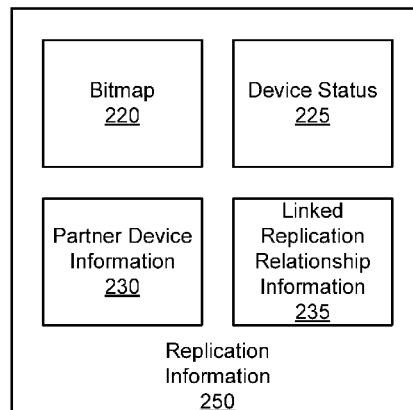 Bitmap
220
Device Status
225
Partner Device
Information
230
Linked
Replication
Relationship
Information
235
Replication
Information
250